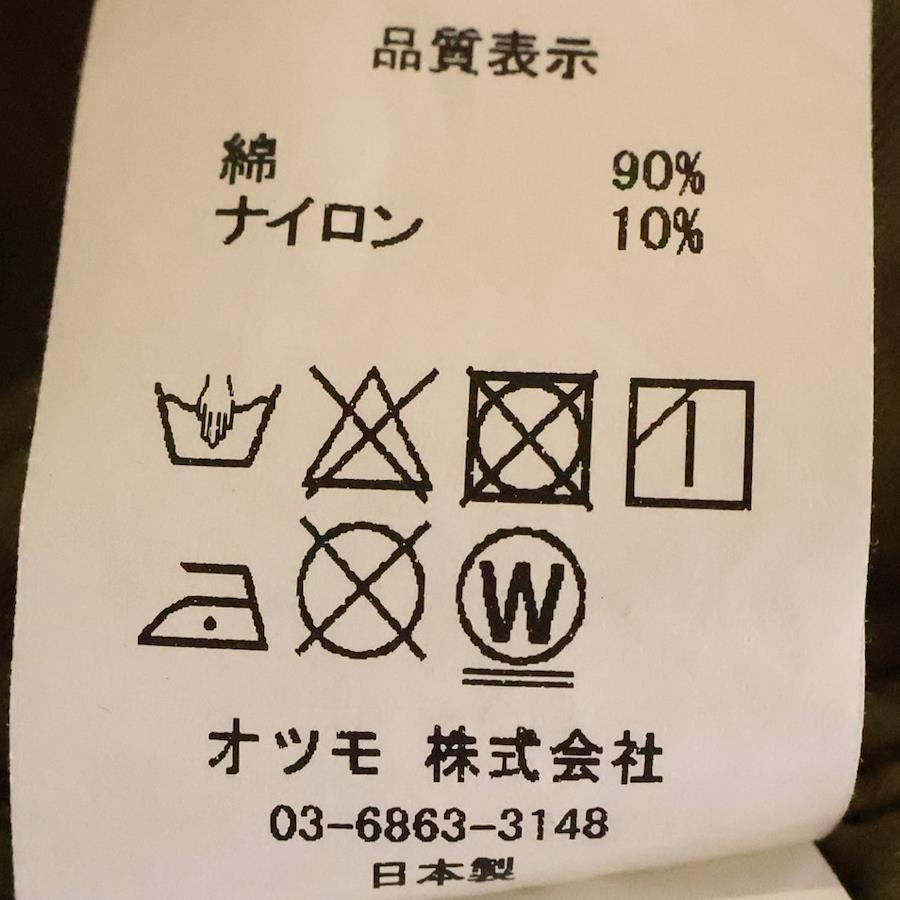 品質表示
綿 90%
ナイロン 10%
W
オツモ 株式会社
03-6863-3148
日本製